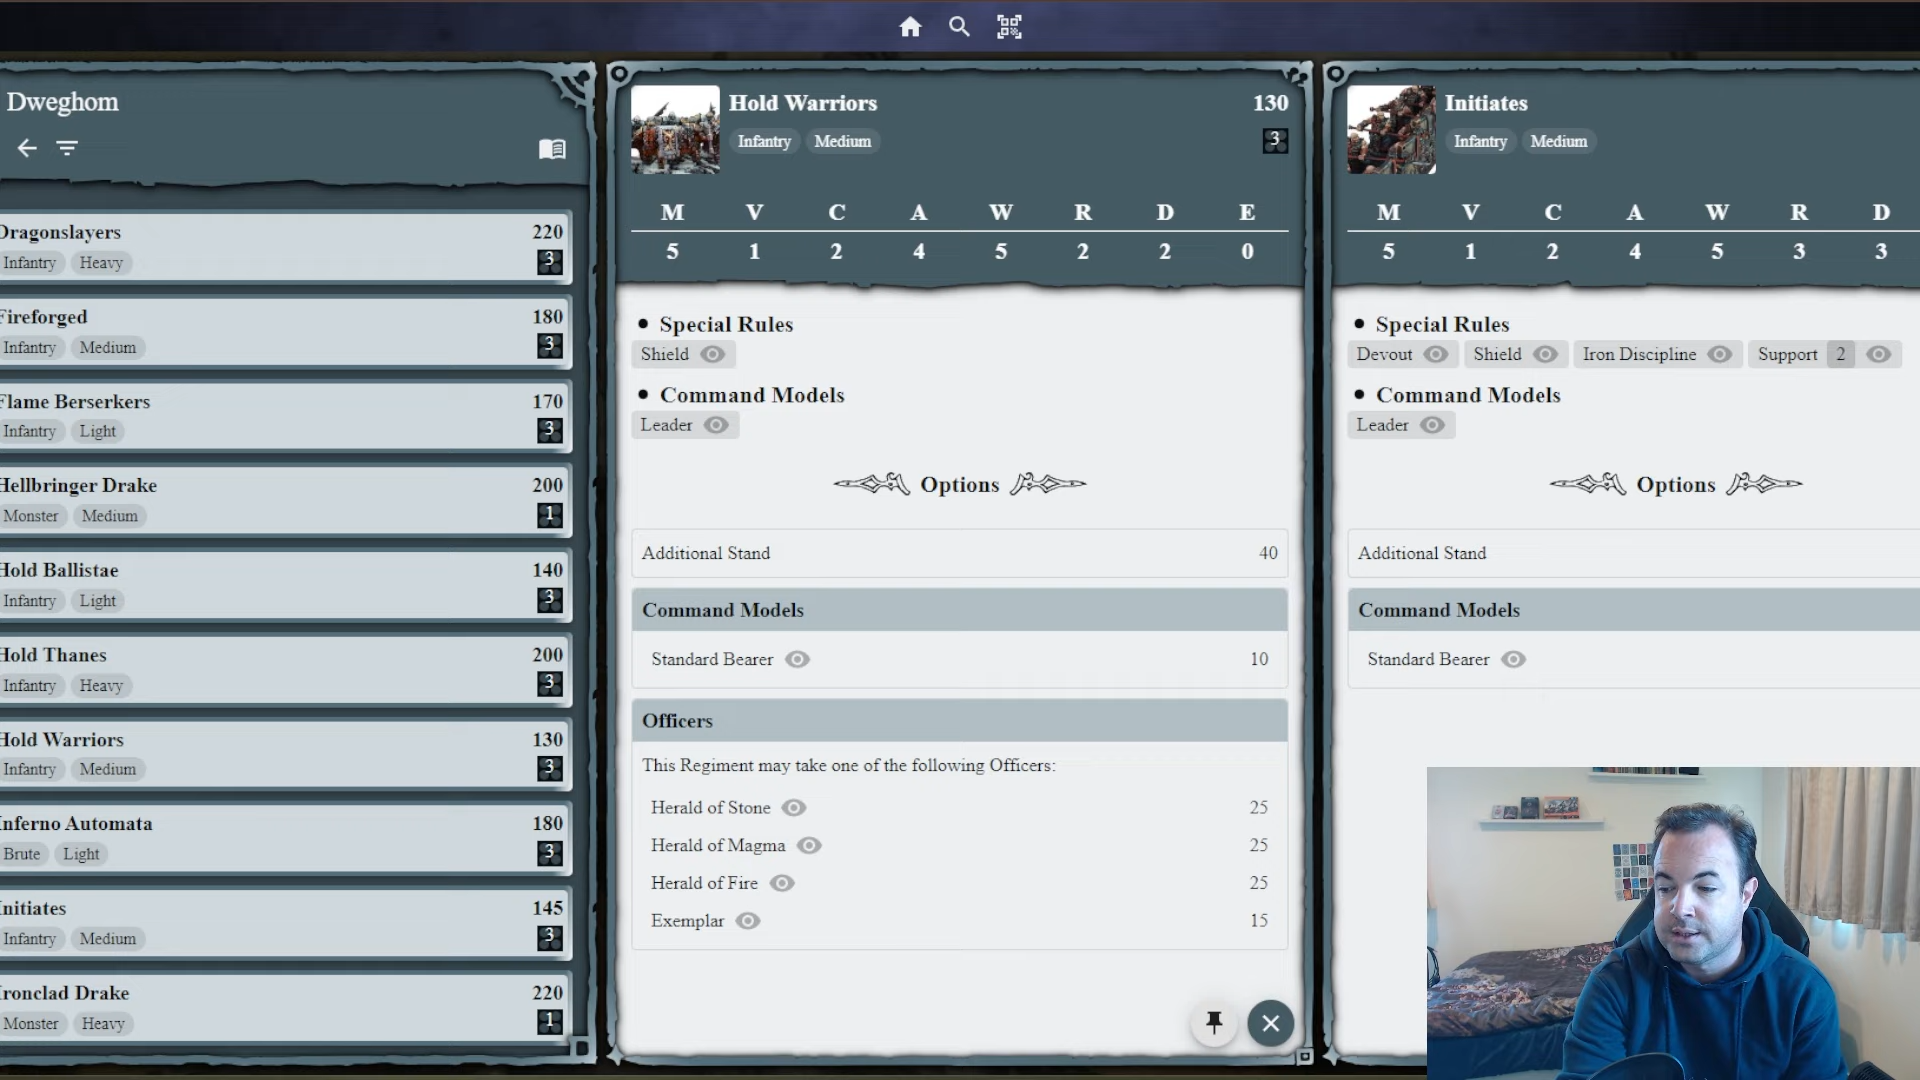 Dweghom
Dragonslayers 220
Infantry Heavy 3
Fireforged 180
Infantry Medium 3
Flame Berserkers 170
Infantry Light 3
Hellbringer Drake 200
Monster Medium 1
Hold Ballistae 140
Infantry Light 3
Hold Thanes 200
Infantry Heavy 3
Hold Warriors 130
Infantry Medium 3
Inferno Automata 180
Brute Light 3
Initiates 145
Infantry Medium 3
Ironclad Drake 220
Monster Heavy 1
Hold Warriors 130
Infantry Medium 3
M V C A W R D E
5 1 2 4 5 2 2 0
Special Rules
Shield
Command Models
Leader
Options
Additional Stand 40
Command Models
Standard Bearer 10
Officers
This Regiment may take one of the following Officers:
Herald of Stone 25
Herald of Magma 25
Herald of Fire 25
Exemplar 15
Initiates
Infantry Medium
M V C A W R D
5 1 2 4 5 3 3
Special Rules
Devout Shield Iron Discipline Support 2
Command Models
Leader
Options
Additional Stand
Command Models
Standard Bearer